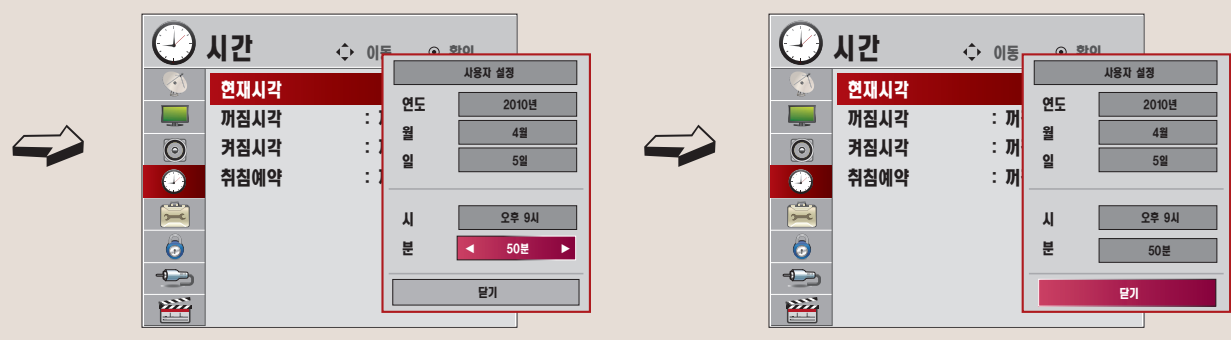 시간
이동
확인
현재시각
꺼짐시각 :
켜짐시각 :
취침예약 :
사용자 설정
연도 2010년
월 4월
일 5일
시 오후 9시
분 50분
닫기
시간
이동
확인
현재시각
꺼짐시각 : 꺼
켜짐시각 : 꺼
취침예약 : 꺼
사용자 설정
연도 2010년
월 4월
일 5일
시 오후 9시
분 50분
닫기